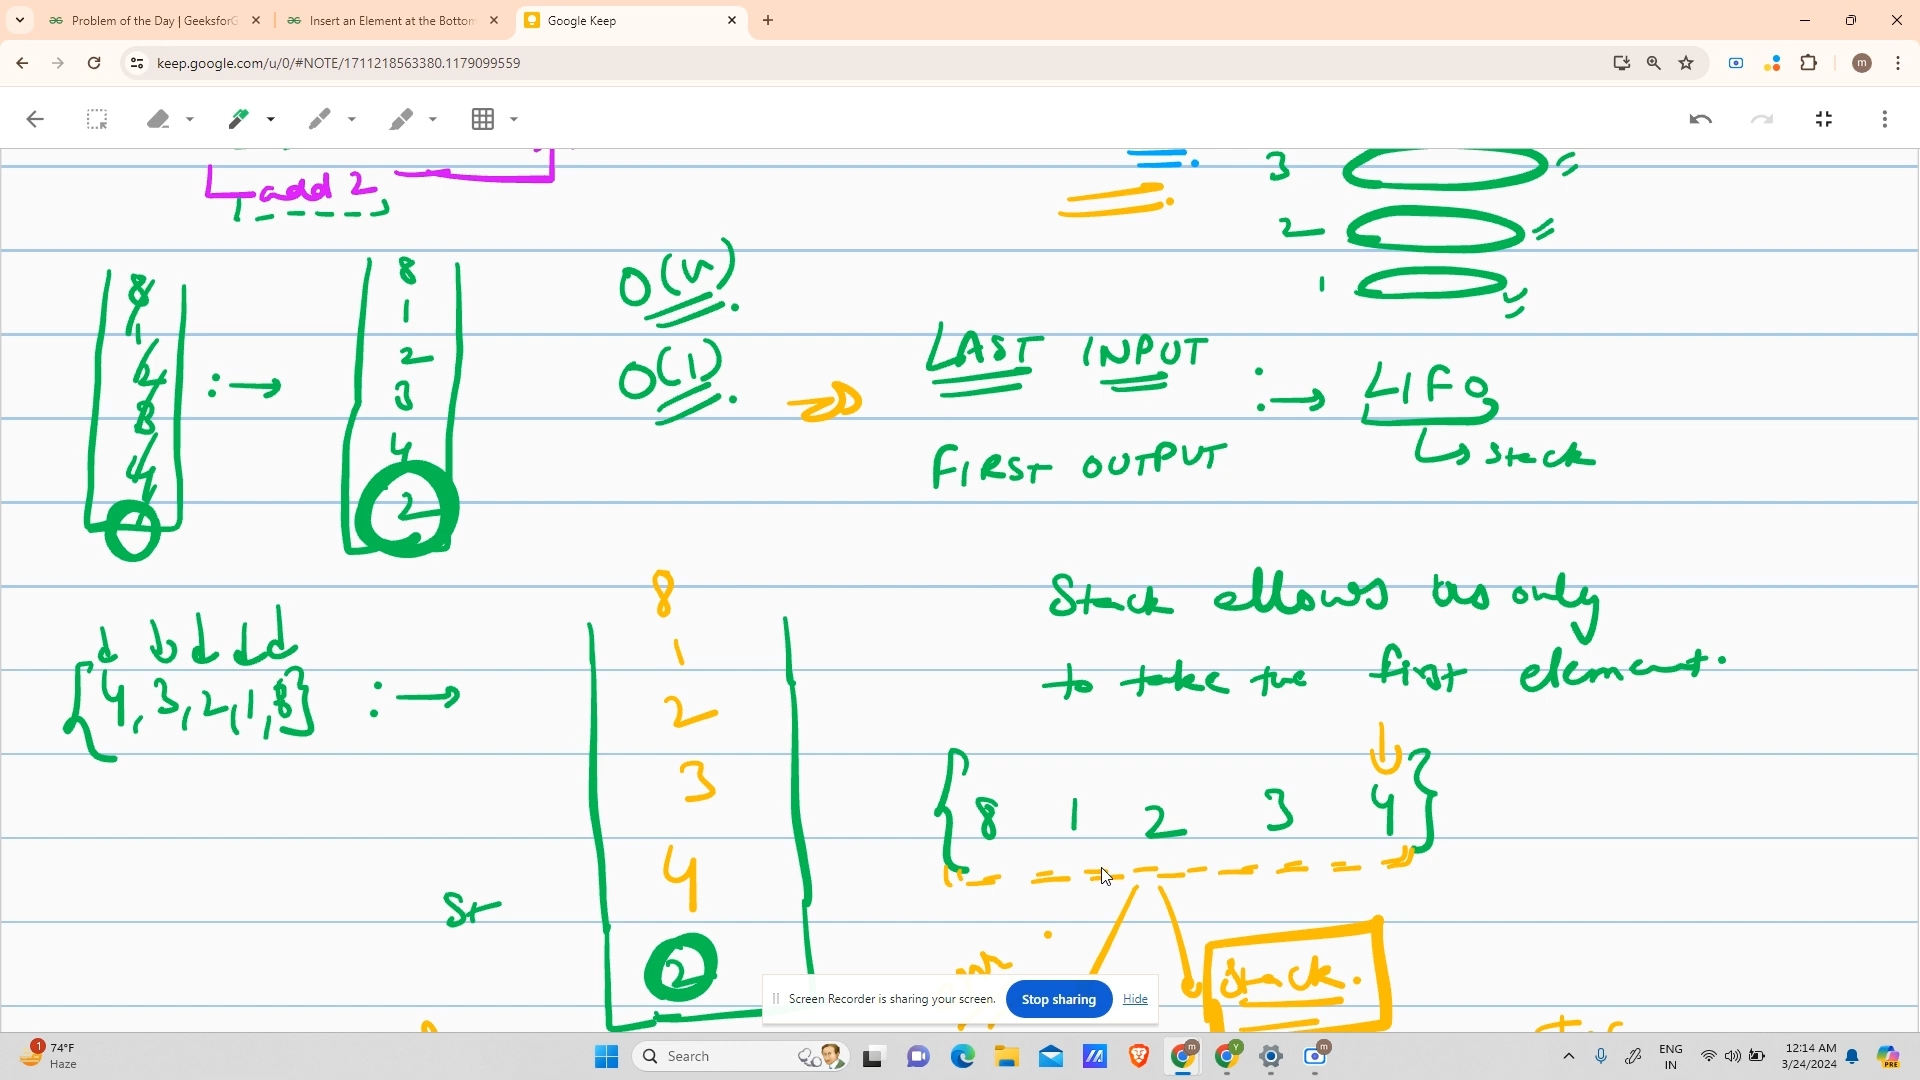 Problem of the Day | GeeksforG
Insert an Element at the Bottom
Google Keep
keep.google.com/u/0/#NOTE/1711218563380.1179099559
add 2
3
2
1
8
1
2
3
4
2
O(N)
O(1)
LAST INPUT
FIRST OUTPUT
LIFO
Stack
{4, 3, 2, 1, 8}
8
1
2
3
4
2
St
Stack allows us only
to take the first element.
{8 1 2 3 4}
Stack.
Screen Recorder is sharing your screen.
Stop sharing
Hide
1
74°F
Haze
Search
ENG
IN
12:14 AM
3/24/2024